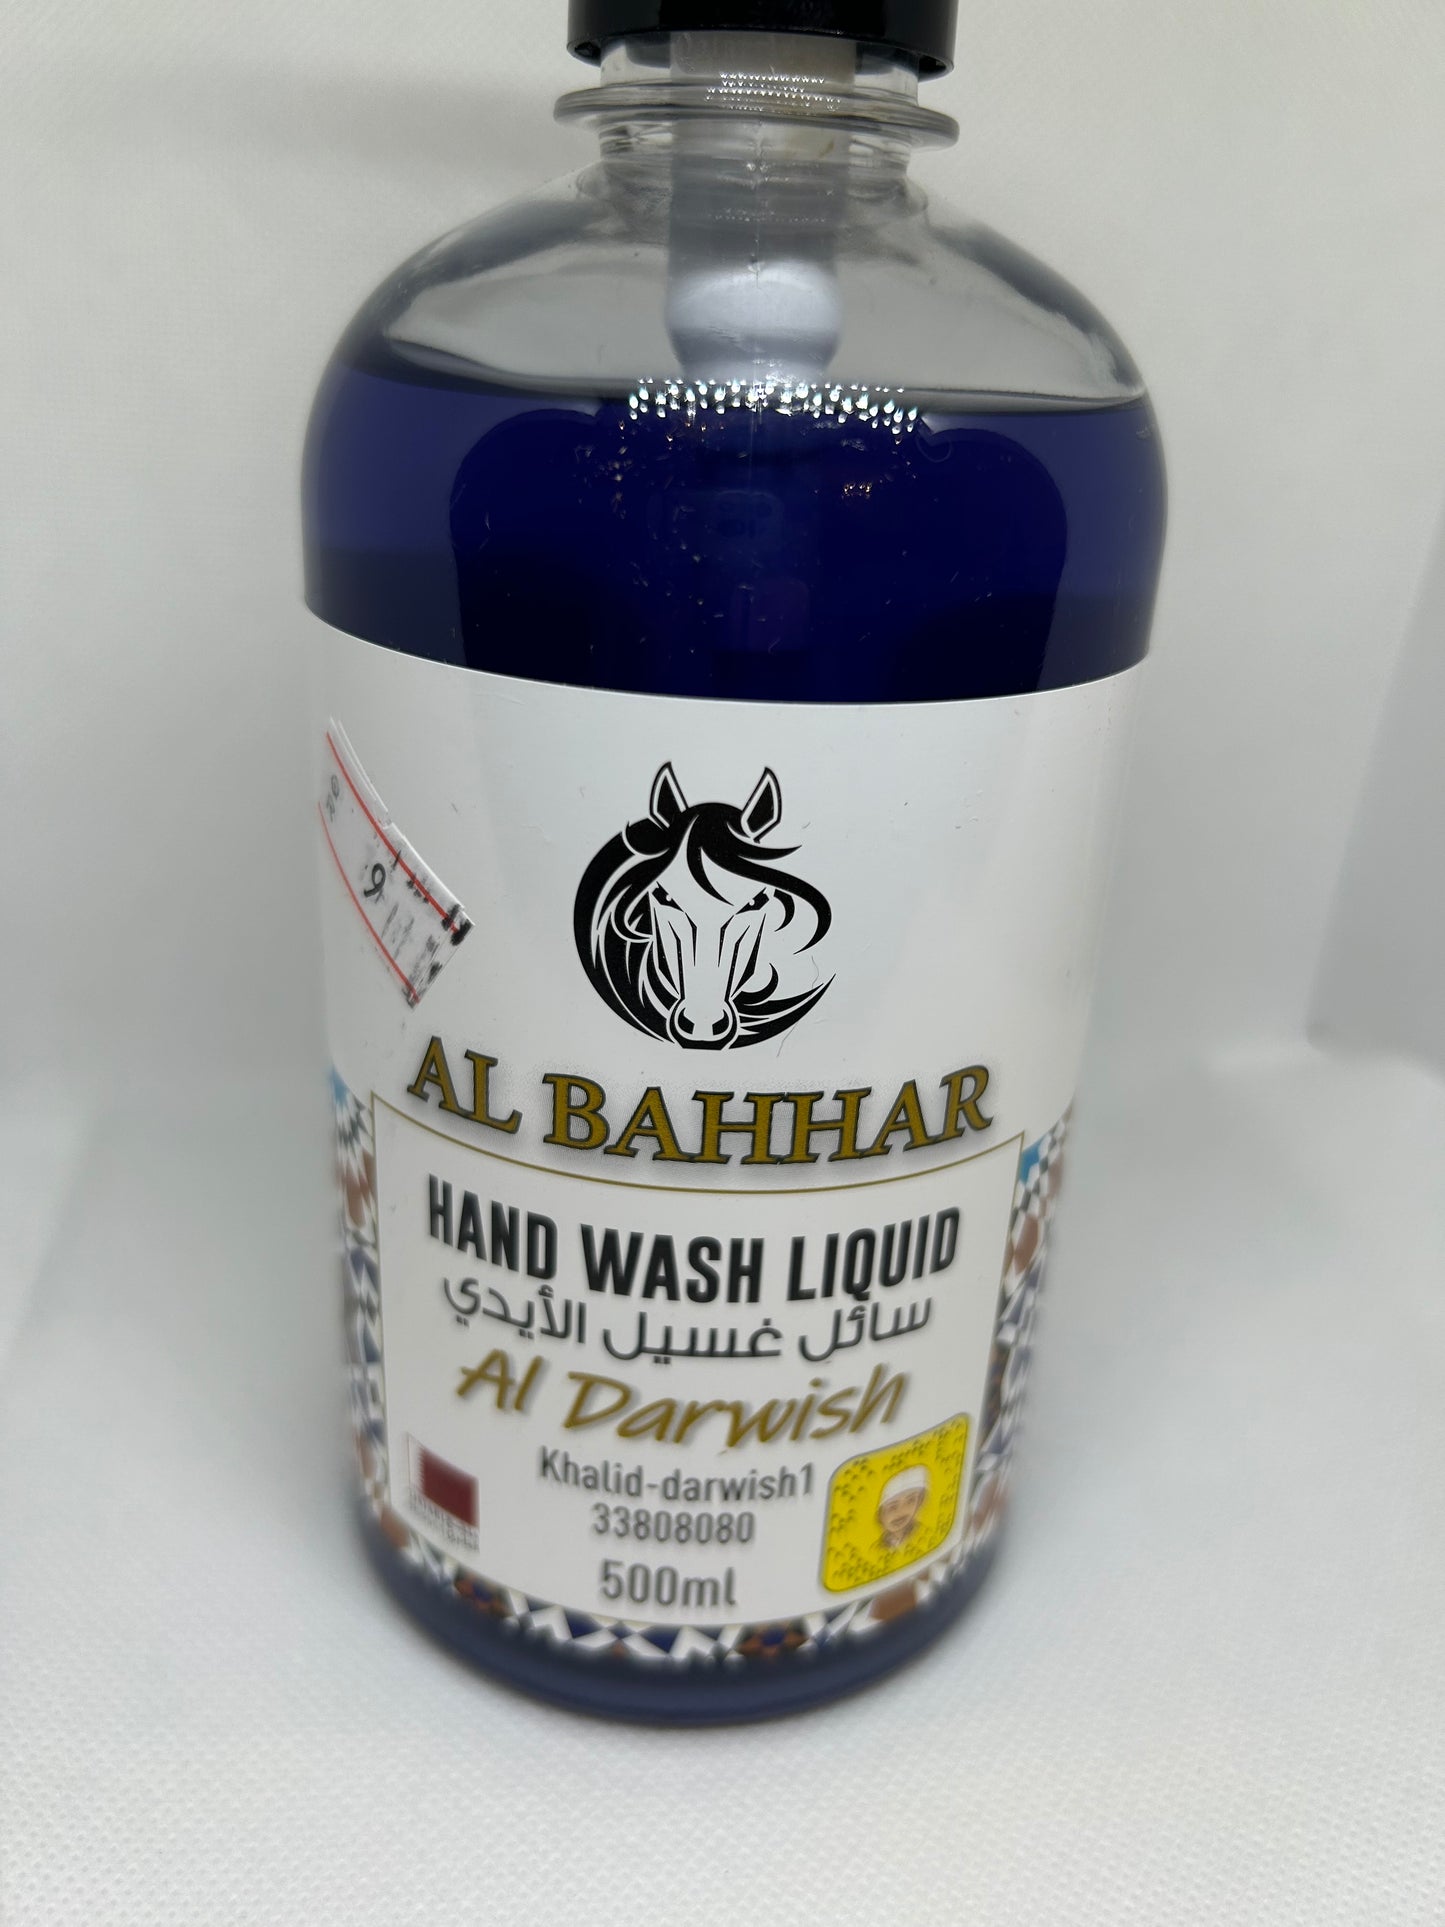 AL BAHHAR
HAND WASH LIQUID
سائل غسيل الأيدي
Al Darwish
Khalid-darwish1
33808080
500ml